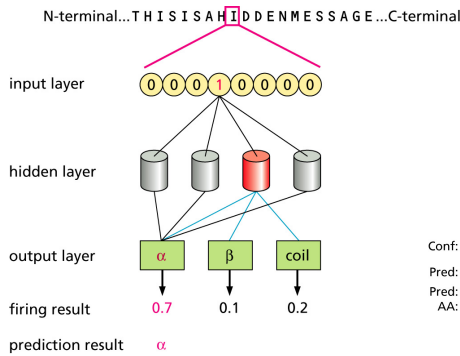 N-terminal...THISISAHIDDENMESSAGE...C-terminal
input layer 0 0 0 1 0 0 0 0
hidden layer
output layer α β coil
Conf:
Pred:
Pred:
firing result 0.7 0.1 0.2 AA:
prediction result α